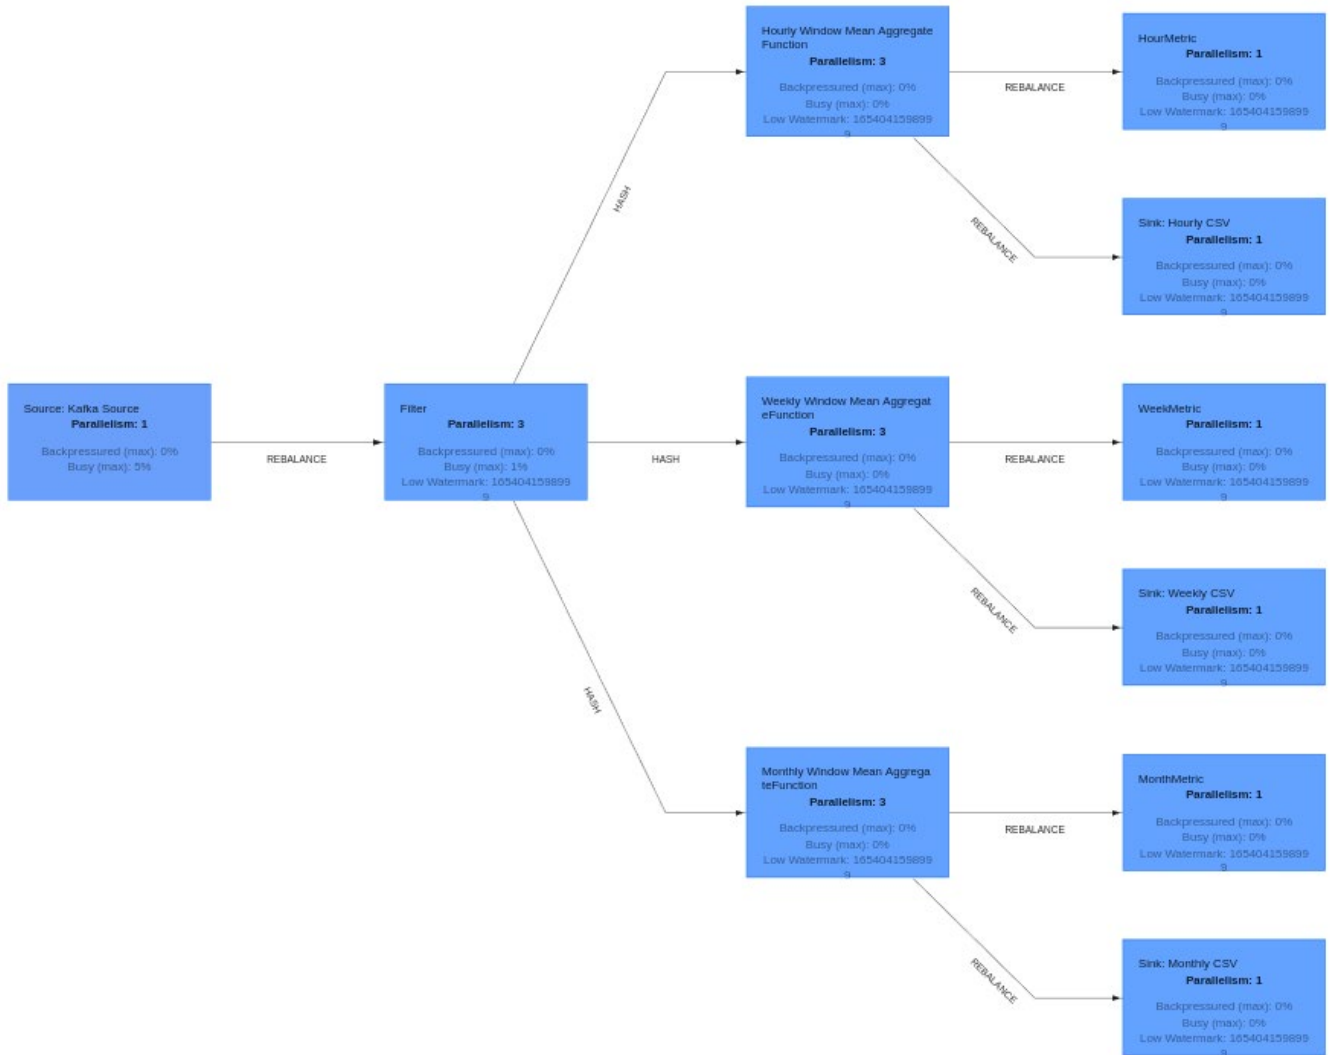 Source: Kafka Source
Parallelism: 1
Backpressured (max): 0%
Busy (max): 5%
REBALANCE
Filter
Parallelism: 3
Backpressured (max): 0%
Busy (max): 1%
Low Watermark: 165404159899
9
HASH
HASH
HASH
Hourly Window Mean Aggregate
Function
Parallelism: 3
Backpressured (max): 0%
Busy (max): 0%
Low Watermark: 165404159899
9
REBALANCE
REBALANCE
HourMetric
Parallelism: 1
Backpressured (max): 0%
Busy (max): 0%
Low Watermark: 165404159899
9
Sink: Hourly CSV
Parallelism: 1
Backpressured (max): 0%
Busy (max): 0%
Low Watermark: 165404159899
9
Weekly Window Mean Aggregat
eFunction
Parallelism: 3
Backpressured (max): 0%
Busy (max): 0%
Low Watermark: 165404159899
9
REBALANCE
REBALANCE
WeekMetric
Parallelism: 1
Backpressured (max): 0%
Busy (max): 0%
Low Watermark: 165404159899
9
Sink: Weekly CSV
Parallelism: 1
Backpressured (max): 0%
Busy (max): 0%
Low Watermark: 165404159899
9
Monthly Window Mean Aggrega
teFunction
Parallelism: 3
Backpressured (max): 0%
Busy (max): 0%
Low Watermark: 165404159899
9
REBALANCE
REBALANCE
MonthMetric
Parallelism: 1
Backpressured (max): 0%
Busy (max): 0%
Low Watermark: 165404159899
9
Sink: Monthly CSV
Parallelism: 1
Backpressured (max): 0%
Busy (max): 0%
Low Watermark: 165404159899
9